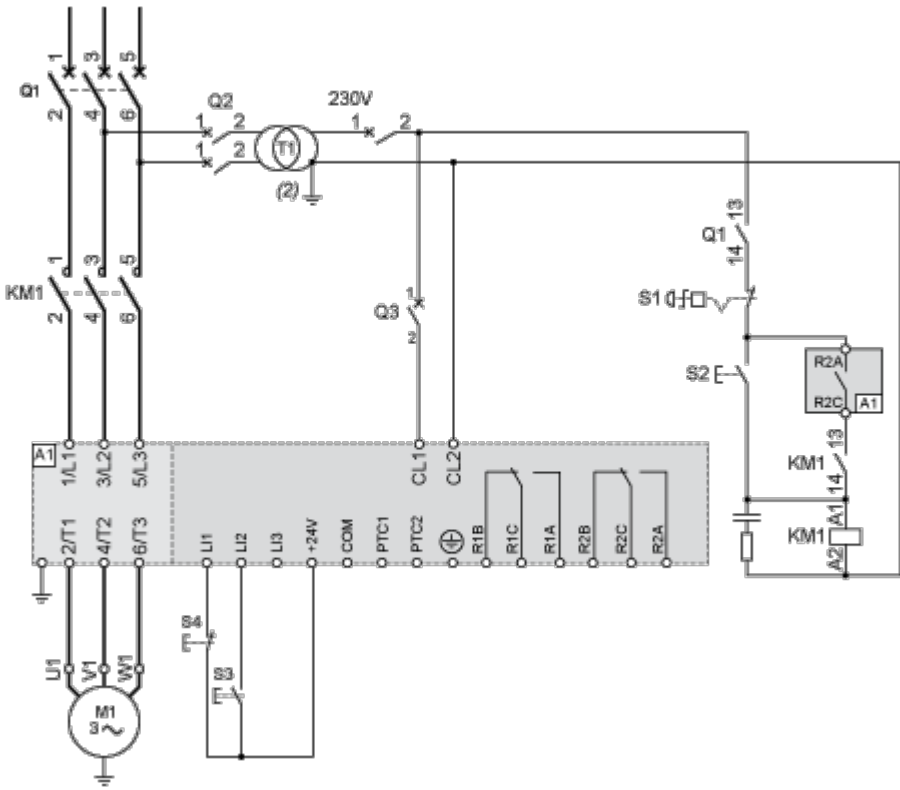 1
3
5
Q1
2
4
6
Q2
1
2
1
2
T1
(2)
230V
1
2
KM1
1
3
5
2
4
6
Q3
1
2
Q1
13
14
S1
S2
R2A
R2C
A1
KM1
13
14
KM1
A1
A2
A1
1/L1
3/L2
5/L3
CL1
CL2
2/T1
4/T2
6/T3
LI1
LI2
LI3
+24V
COM
PTC1
PTC2
R1B
R1C
R1A
R2B
R2C
R2A
S4
S3
U1
V1
W1
M1
3